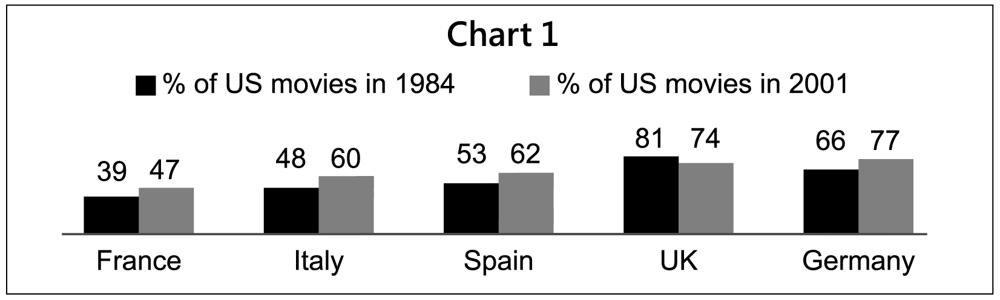 Chart 1
% of US movies in 1984 % of US movies in 2001
39 47 48 60 53 62 81 74 66 77
France Italy Spain UK Germany